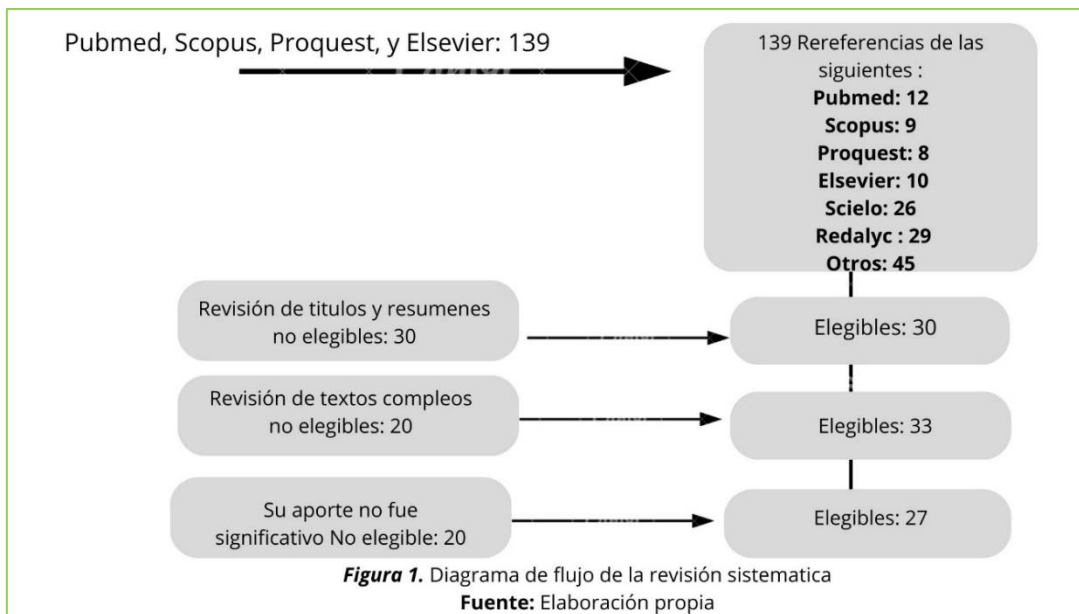 Pubmed, Scopus, Proquest, y Elsevier: 139
139 Rereferencias de las
siguientes :
Pubmed: 12
Scopus: 9
Proquest: 8
Elsevier: 10
Scielo: 26
Redalyc : 29
Otros: 45
Revisión de titulos y resumenes
no elegibles: 30
Elegibles: 30
Revisión de textos compleos
no elegibles: 20
Elegibles: 33
Su aporte no fue
significativo No elegible: 20
Elegibles: 27
Figura 1. Diagrama de flujo de la revisión sistematica
Fuente: Elaboración propia